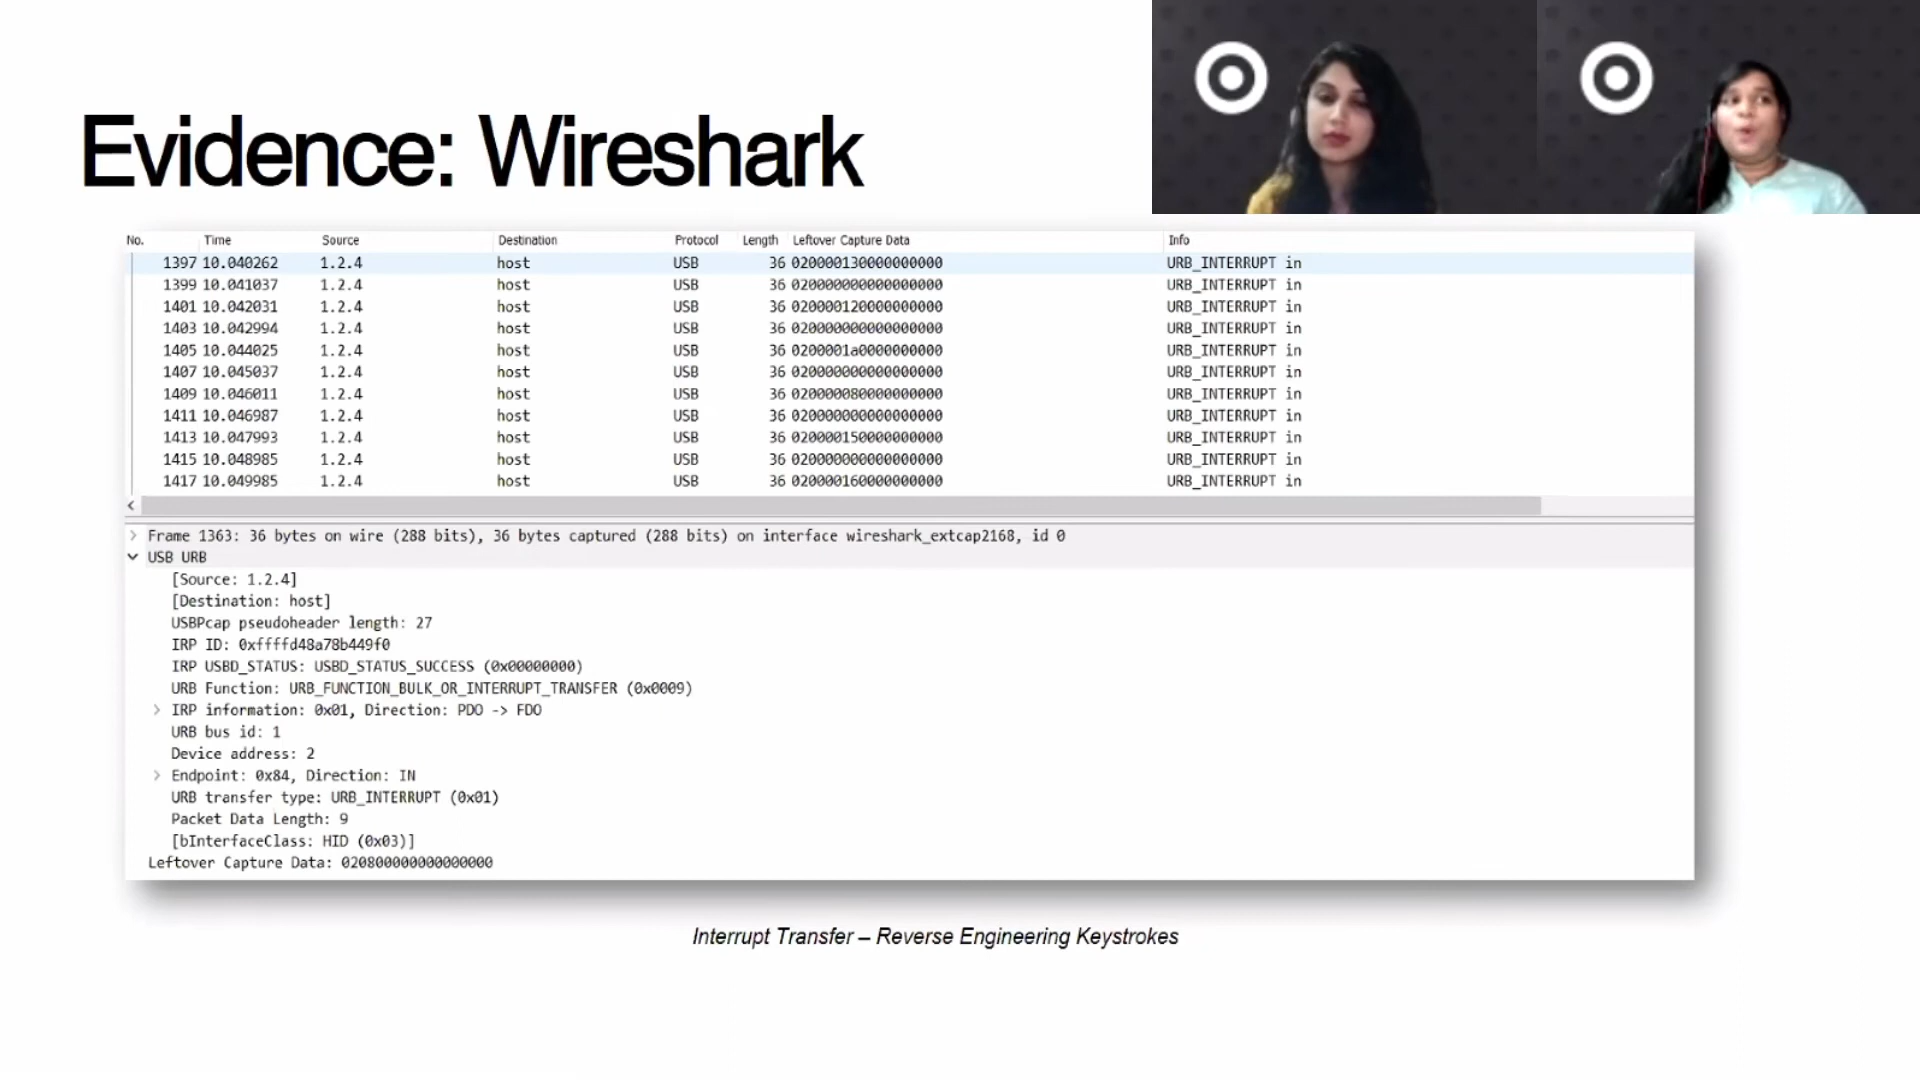 Evidence: Wireshark
No. Time Source Destination Protocol Length Leftover Capture Data Info
1397 10.040262 1.2.4 host USB 36 020000130000000000 URB_INTERRUPT in
1399 10.041037 1.2.4 host USB 36 020000000000000000 URB_INTERRUPT in
1401 10.042031 1.2.4 host USB 36 020000120000000000 URB_INTERRUPT in
1403 10.042994 1.2.4 host USB 36 020000000000000000 URB_INTERRUPT in
1405 10.044025 1.2.4 host USB 36 0200001a0000000000 URB_INTERRUPT in
1407 10.045037 1.2.4 host USB 36 020000000000000000 URB_INTERRUPT in
1409 10.046011 1.2.4 host USB 36 020000080000000000 URB_INTERRUPT in
1411 10.046987 1.2.4 host USB 36 020000000000000000 URB_INTERRUPT in
1413 10.047993 1.2.4 host USB 36 020000150000000000 URB_INTERRUPT in
1415 10.048985 1.2.4 host USB 36 020000000000000000 URB_INTERRUPT in
1417 10.049985 1.2.4 host USB 36 020000160000000000 URB_INTERRUPT in
Frame 1363: 36 bytes on wire (288 bits), 36 bytes captured (288 bits) on interface wireshark_extcap2168, id 0
USB URB
[Source: 1.2.4]
[Destination: host]
USBPcap pseudoheader length: 27
IRP ID: 0xffffd48a78b449f0
IRP USBD_STATUS: USBD_STATUS_SUCCESS (0x00000000)
URB Function: URB_FUNCTION_BULK_OR_INTERRUPT_TRANSFER (0x0009)
IRP information: 0x01, Direction: PDO -> FDO
URB bus id: 1
Device address: 2
Endpoint: 0x84, Direction: IN
URB transfer type: URB_INTERRUPT (0x01)
Packet Data Length: 9
[bInterfaceClass: HID (0x03)]
Leftover Capture Data: 020800000000000000
Interrupt Transfer – Reverse Engineering Keystrokes